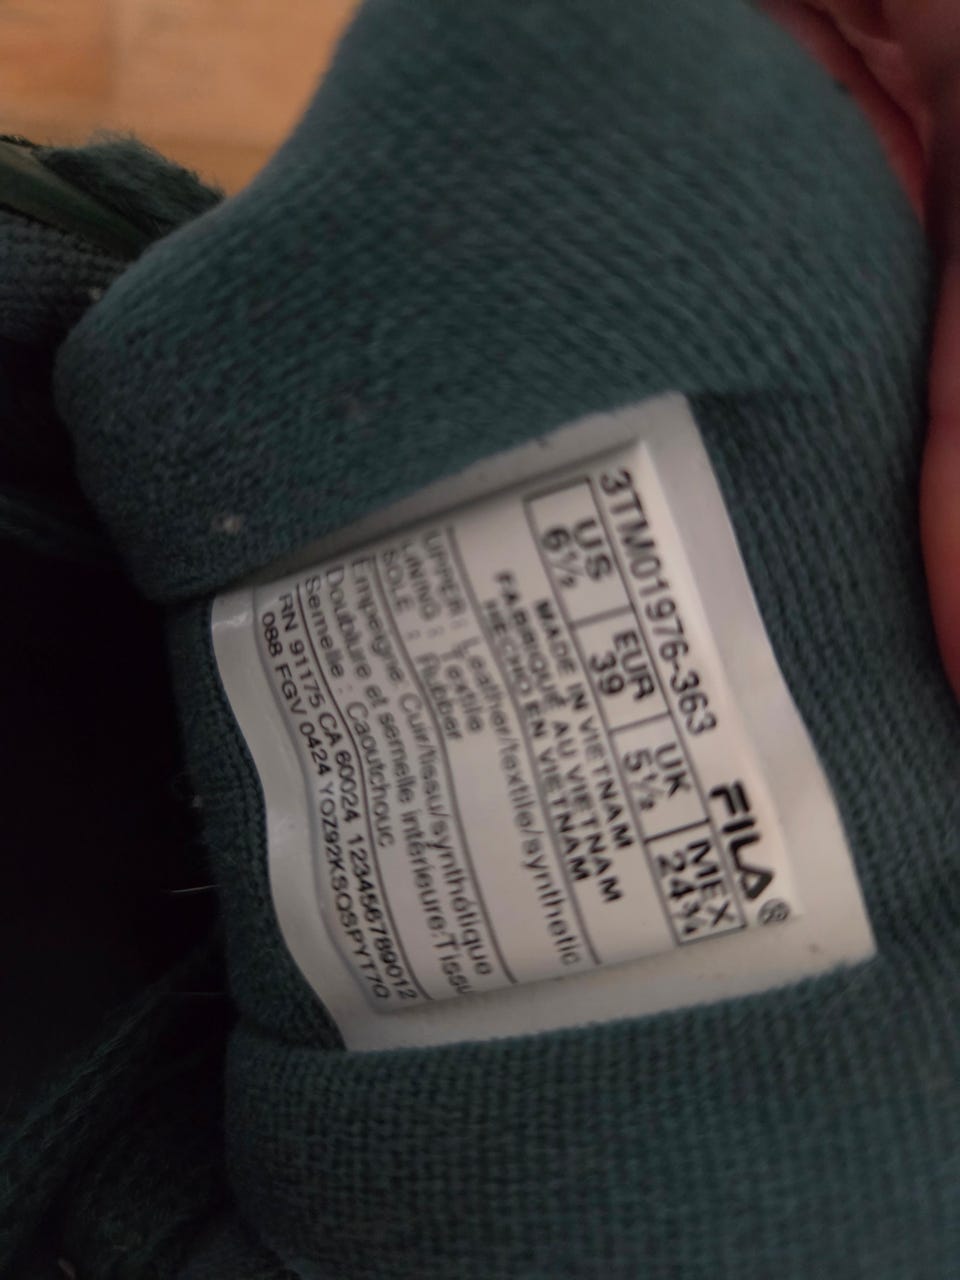 3TM01976-363 FILA®
US EUR UK MEX
6½ 39 5½ 24¾
MADE IN VIETNAM
FABRIQUÉ AU VIETNAM
HECHO EN VIETNAM
UPPER : Leather/textile/synthetic
LINING : Textile
SOLE : Rubber
Empeigne: Cuir/tissu/synthétique
Doublure et semelle intérieure:Tissu
Semelle : Caoutchouc
RN 91175 CA 60024 123456789012
088 FGV 0424 YOZ92KSQSPYT7Q